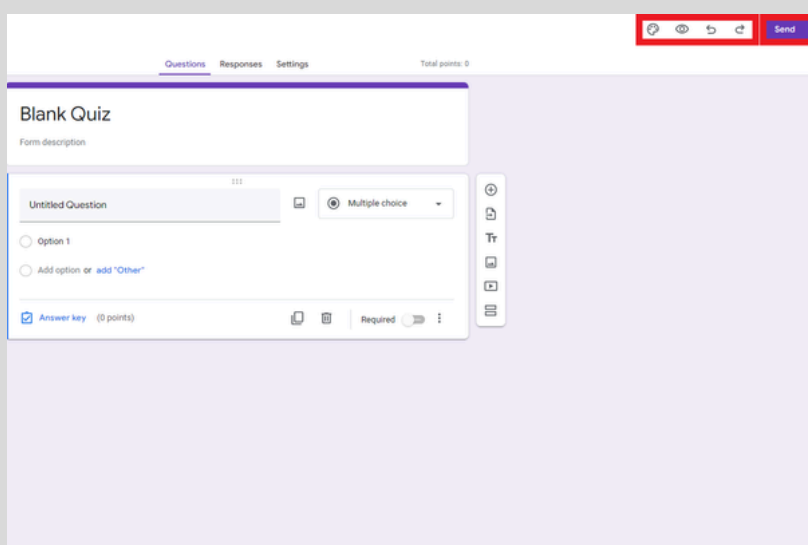 Send
Questions Responses Settings Total points: 0
Blank Quiz
Form description
Untitled Question
Multiple choice
Option 1
Add option or add "Other"
Answer key (0 points)
Required